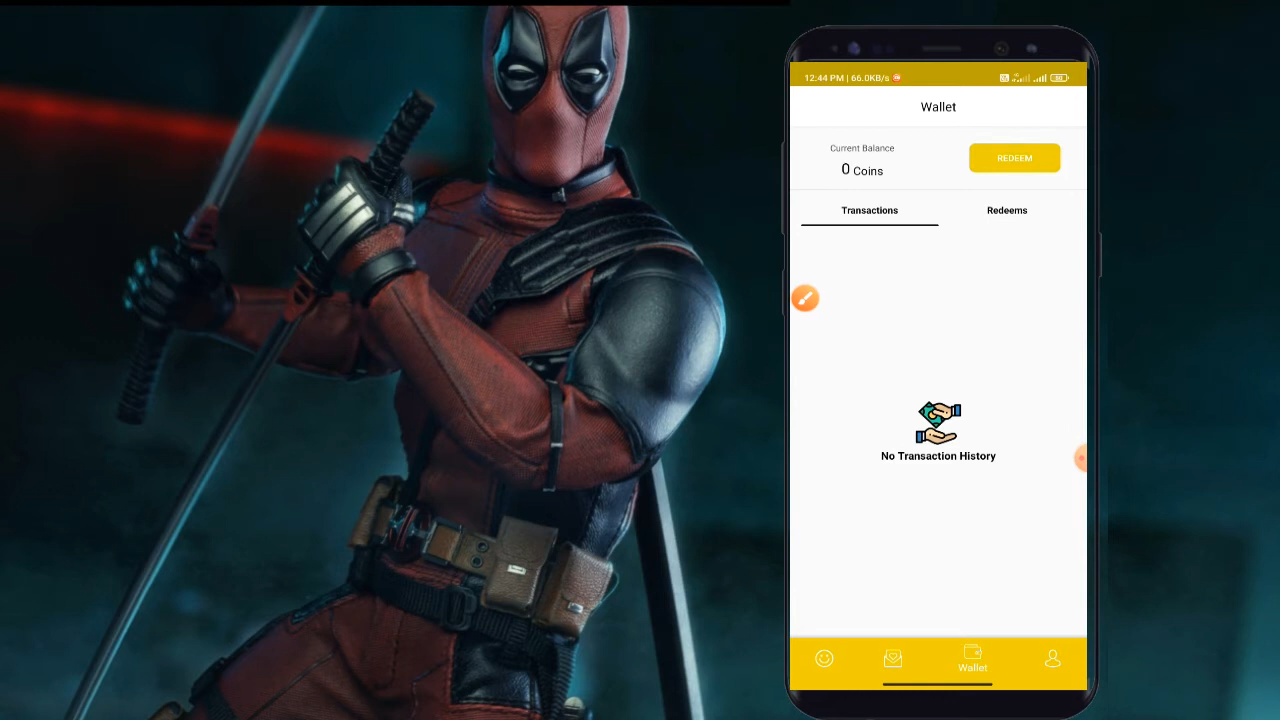 12:44 PM | 66.0KB/s
Wallet
Current Balance
0 Coins
REDEEM
Transactions
Redeems
No Transaction History
Wallet